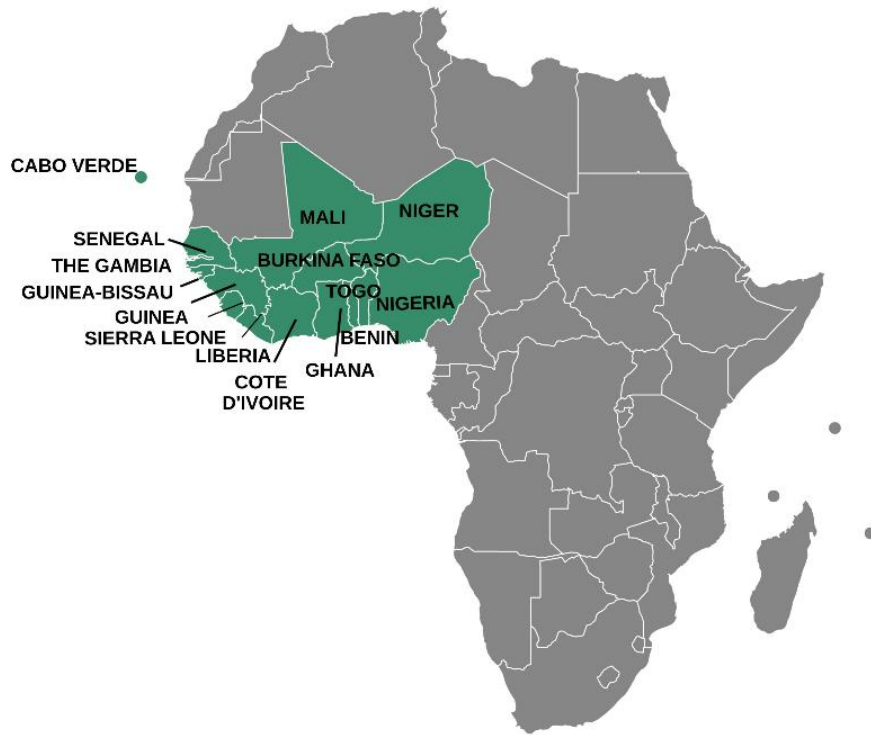 CABO VERDE
MALI
NIGER
SENEGAL
BURKINA FASO
THE GAMBIA
GUINEA-BISSAU
TOGO
NIGERIA
GUINEA
SIERRA LEONE
BENIN
LIBERIA
GHANA
COTE
D'IVOIRE